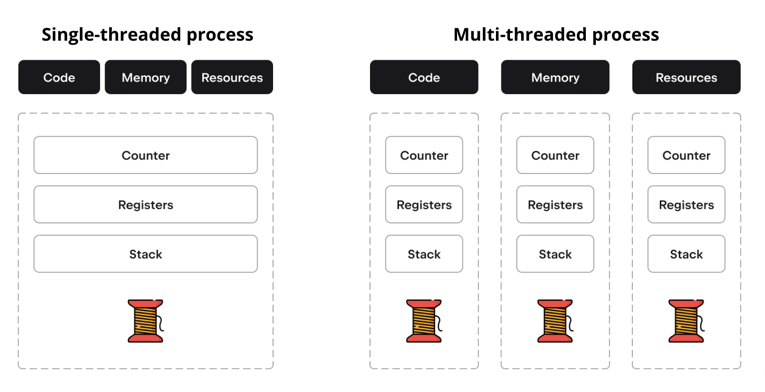 Single-threaded process
Code Memory Resources
Counter
Registers
Stack
Multi-threaded process
Code Memory Resources
Counter Counter Counter
Registers Registers Registers
Stack Stack Stack